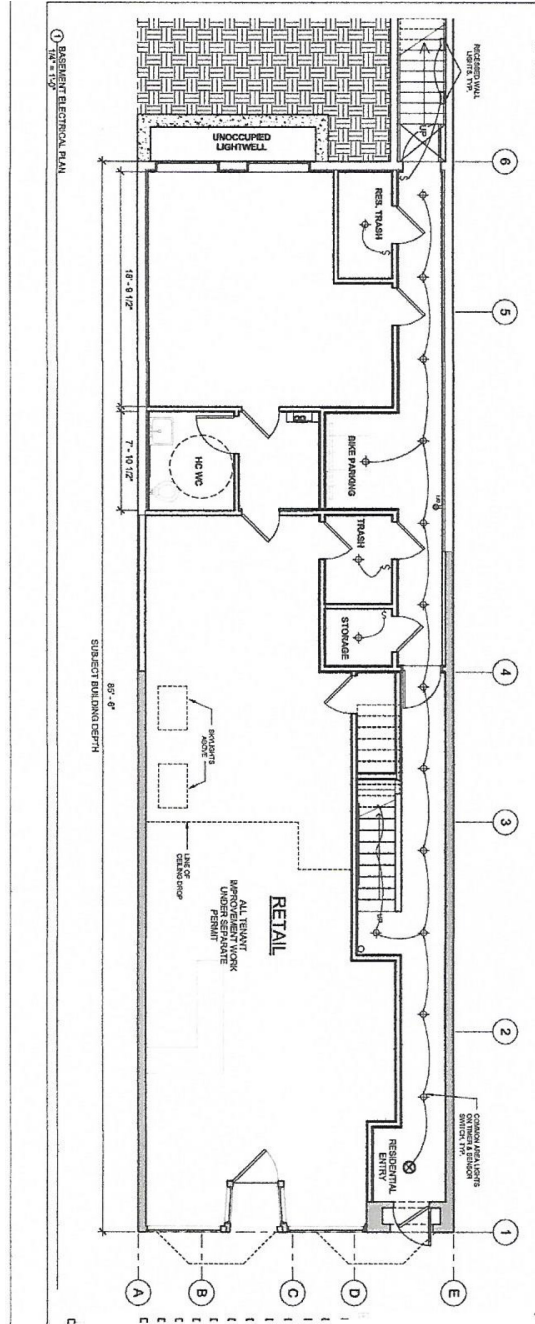 RECESSED WALL
LIGHTS, TYP.
UP
6
UNOCCUPIED
LIGHTWELL
1
BASEMENT ELECTRICAL PLAN
1/4" = 1'-0"
RES. TRASH
S
S
5
18' - 9 1/2"
BIKE PARKING
HC WC
7' - 10 1/2"
TRASH
S
STORAGE
S
4
SUBJECT BUILDING DEPTH
85' - 6"
SKYLIGHTS
ABOVE
3
LINE OF
CEILING DROP
UP
RETAIL
ALL TENANT
IMPROVEMENT WORK
UNDER SEPARATE
PERMIT
2
COMMON AREA LIGHTS
ON TIMER & SENSOR
SWITCH, TYP.
RESIDENTIAL
ENTRY
1
A
B
C
D
E